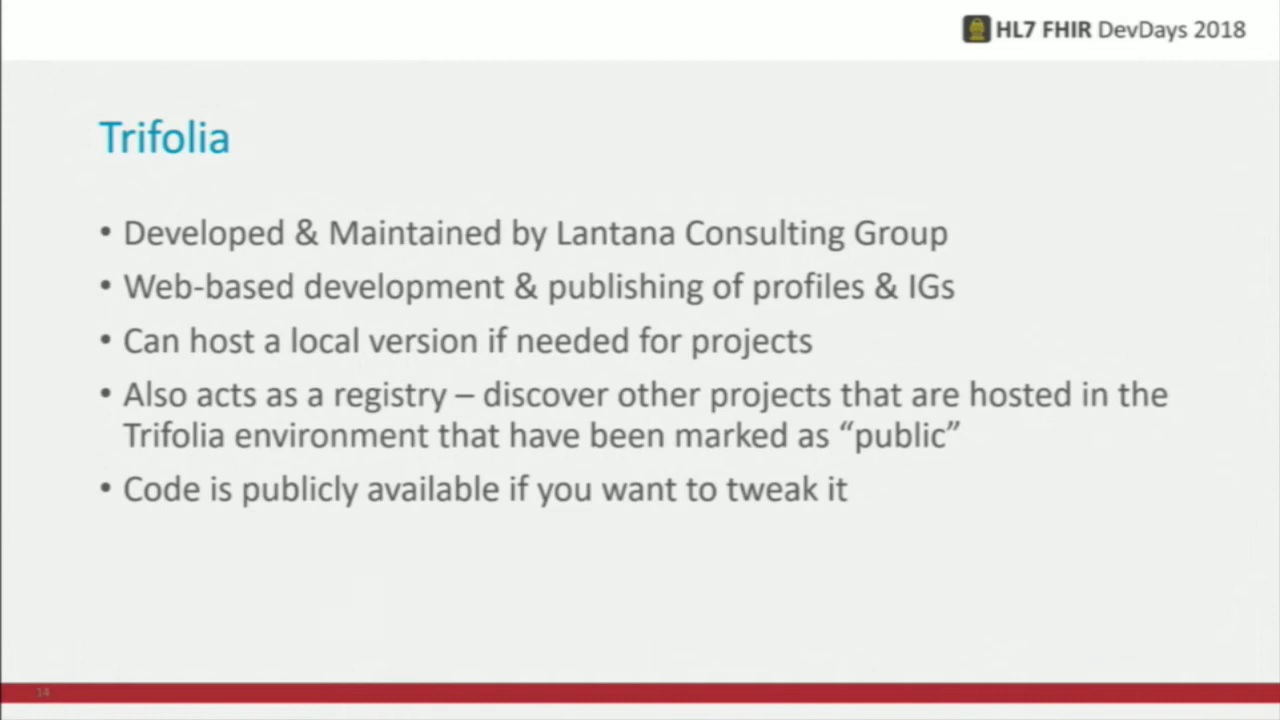 HL7 FHIR DevDays 2018
Trifolia
• Developed & Maintained by Lantana Consulting Group
• Web-based development & publishing of profiles & IGs
• Can host a local version if needed for projects
• Also acts as a registry – discover other projects that are hosted in the
Trifolia environment that have been marked as “public”
• Code is publicly available if you want to tweak it
14